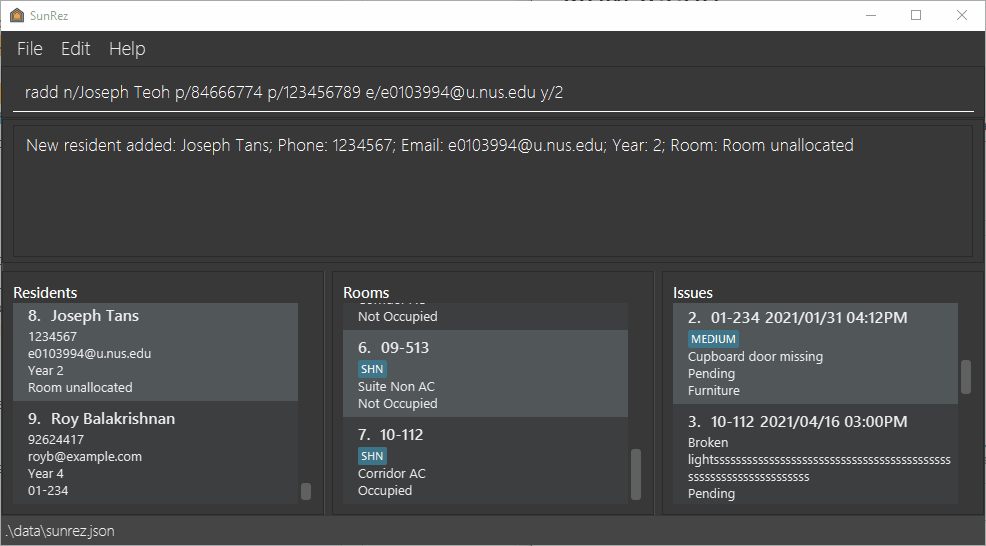 SunRez
File Edit Help
radd n/Joseph Teoh p/84666774 p/123456789 e/e0103994@u.nus.edu y/2
New resident added: Joseph Tans; Phone: 1234567; Email: e0103994@u.nus.edu; Year: 2; Room: Room unallocated
Residents
8. Joseph Tans
1234567
e0103994@u.nus.edu
Year 2
Room unallocated
9. Roy Balakrishnan
92624417
royb@example.com
Year 4
01-234
Rooms
Not Occupied
6. 09-513
SHN
Suite Non AC
Not Occupied
7. 10-112
SHN
Corridor AC
Occupied
Issues
2. 01-234 2021/01/31 04:12PM
MEDIUM
Cupboard door missing
Pending
Furniture
3. 10-112 2021/04/16 03:00PM
Broken
lightsssssssssssssssssssssssssssssssssssssssssss
sssssssssssssssssssssss
Pending
.\data\sunrez.json